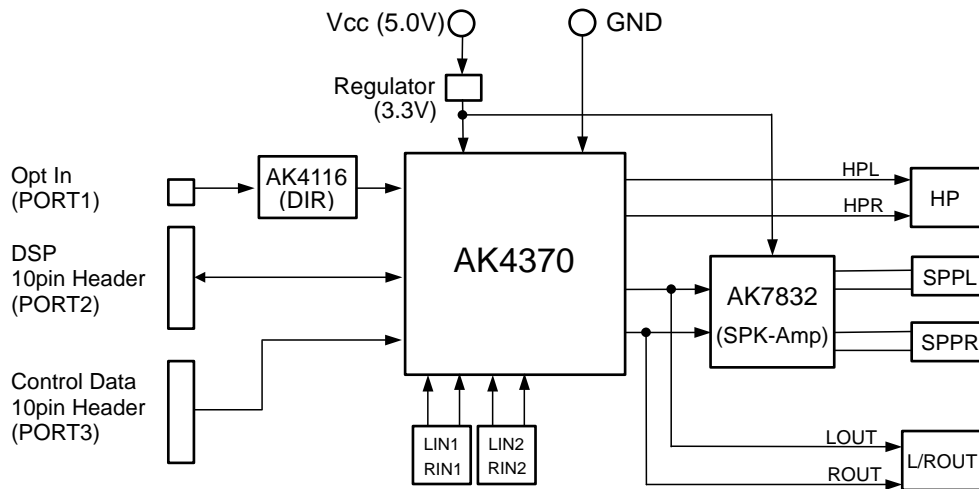 Vcc (5.0V)
GND
Regulator
(3.3V)
Opt In
(PORT1)
AK4116
(DIR)
HPL
HPR
HP
DSP
10pin Header
(PORT2)
AK4370
AK7832
(SPK-Amp)
SPPL
SPPR
Control Data
10pin Header
(PORT3)
LIN1
RIN1
LIN2
RIN2
LOUT
ROUT
L/ROUT